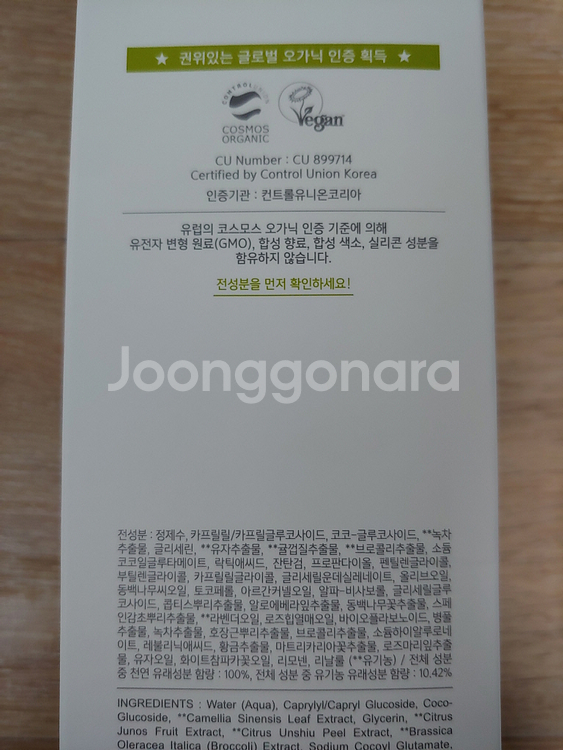 ★ 권위있는 글로벌 오가닉 인증 획득 ★
CONTROL UNION
COSMOS
ORGANIC
Vegan
CU Number : CU 899714
Certified by Control Union Korea
인증기관 : 컨트롤유니온코리아
유럽의 코스모스 오가닉 인증 기준에 의해
유전자 변형 원료(GMO), 합성 향료, 합성 색소, 실리콘 성분을
함유하지 않습니다.
전성분을 먼저 확인하세요!
Joonggonara
전성분 : 정제수, 카프릴릴/카프릴글루코사이드, 코코-글루코사이드, **녹차
추출물, 글리세린, **유자추출물, **귤껍질추출물, **브로콜리추출물, 소듐
코코일글루타메이트, 락틱애씨드, 잔탄검, 프로판다이올, 펜틸렌글라이콜,
부틸렌글라이콜, 카프릴릴글라이콜, 글리세릴운데실레네이트, 올리브오일,
동백나무씨오일, 토코페롤, 아르간커넬오일, 알파-비사보롤, 글리세릴글루
코사이드, 콥티스뿌리추출물, 알로에베라잎추출물, 동백나무꽃추출물, 스페
인감초뿌리추출물, **라벤더오일, 로즈힙열매오일, 바이오플라보노이드, 병풀
추출물, 녹차추출물, 호장근뿌리추출물, 브로콜리추출물, 소듐하이알루로네
이트, 레불리닉애씨드, 황금추출물, 마트리카리아꽃추출물, 로즈마리잎추출
물, 유자오일, 화이트참파카꽃오일, 리모넨, 리날룰 (**유기농) / 전체 성분
중 천연 유래성분 함량 : 100%, 전체 성분 중 유기농 유래성분 함량 : 10.42%
INGREDIENTS : Water (Aqua), Caprylyl/Capryl Glucoside, Coco-
Glucoside, **Camellia Sinensis Leaf Extract, Glycerin, **Citrus
Junos Fruit Extract, **Citrus Unshiu Peel Extract, **Brassica
Oleracea Italica (Broccoli) Extract, Sodium Cocoyl Glutamate,